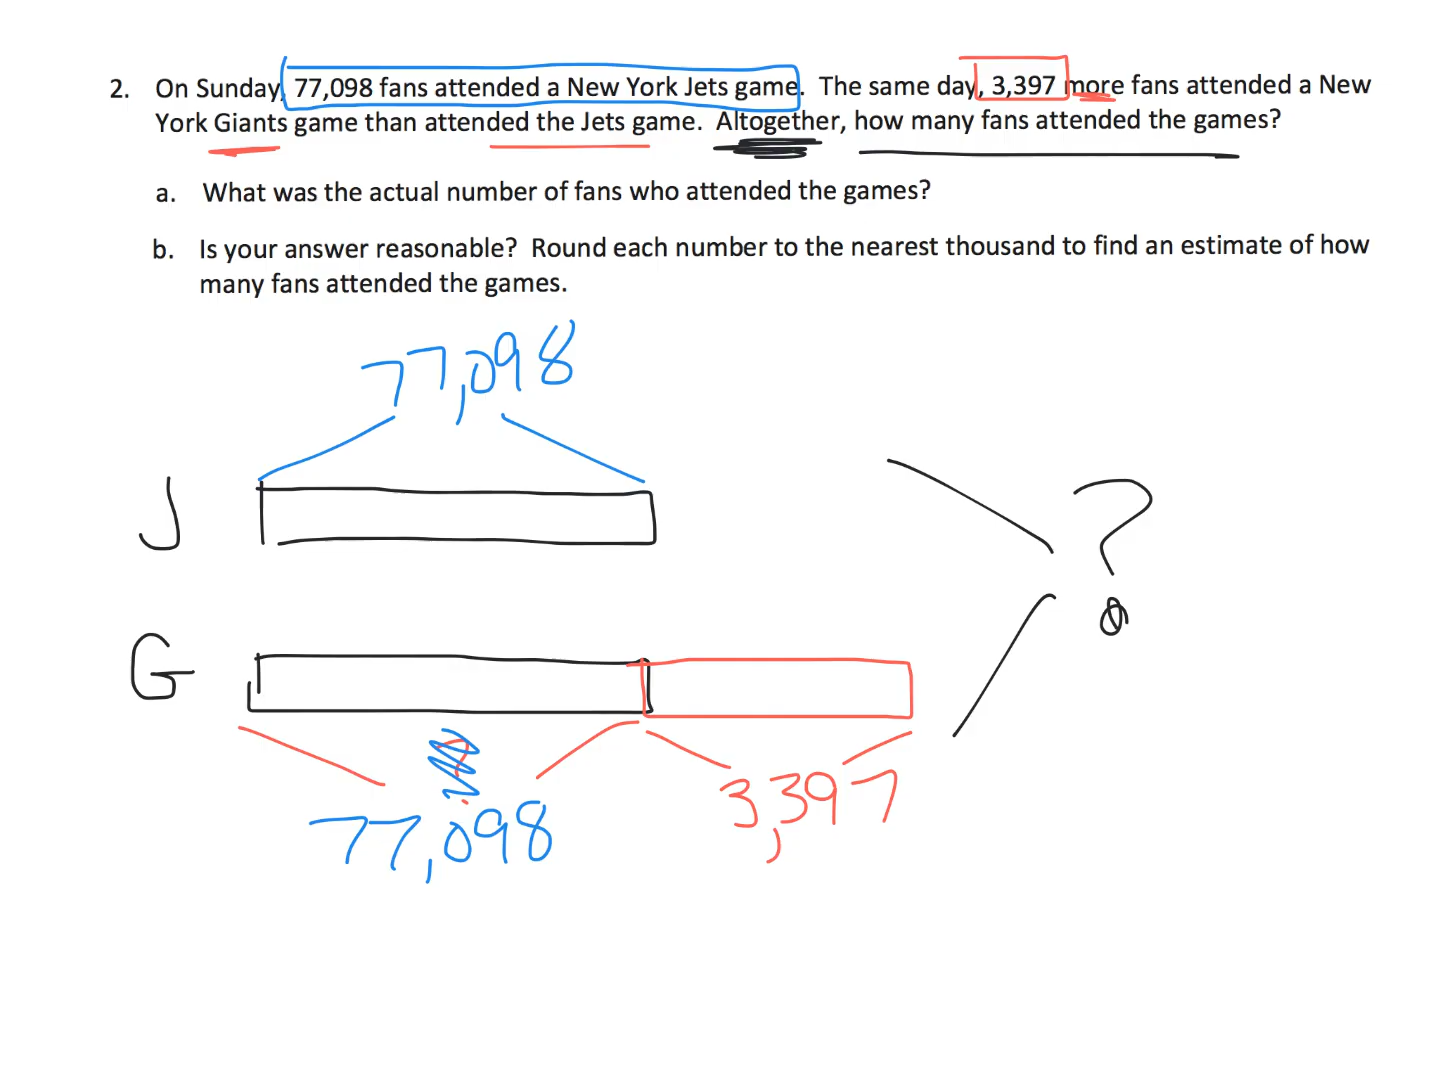 2. On Sunday, 77,098 fans attended a New York Jets game. The same day, 3,397 more fans attended a New
York Giants game than attended the Jets game. Altogether, how many fans attended the games?
a. What was the actual number of fans who attended the games?
b. Is your answer reasonable? Round each number to the nearest thousand to find an estimate of how
many fans attended the games.
77,098
J
?
G
?
77,098 3,397